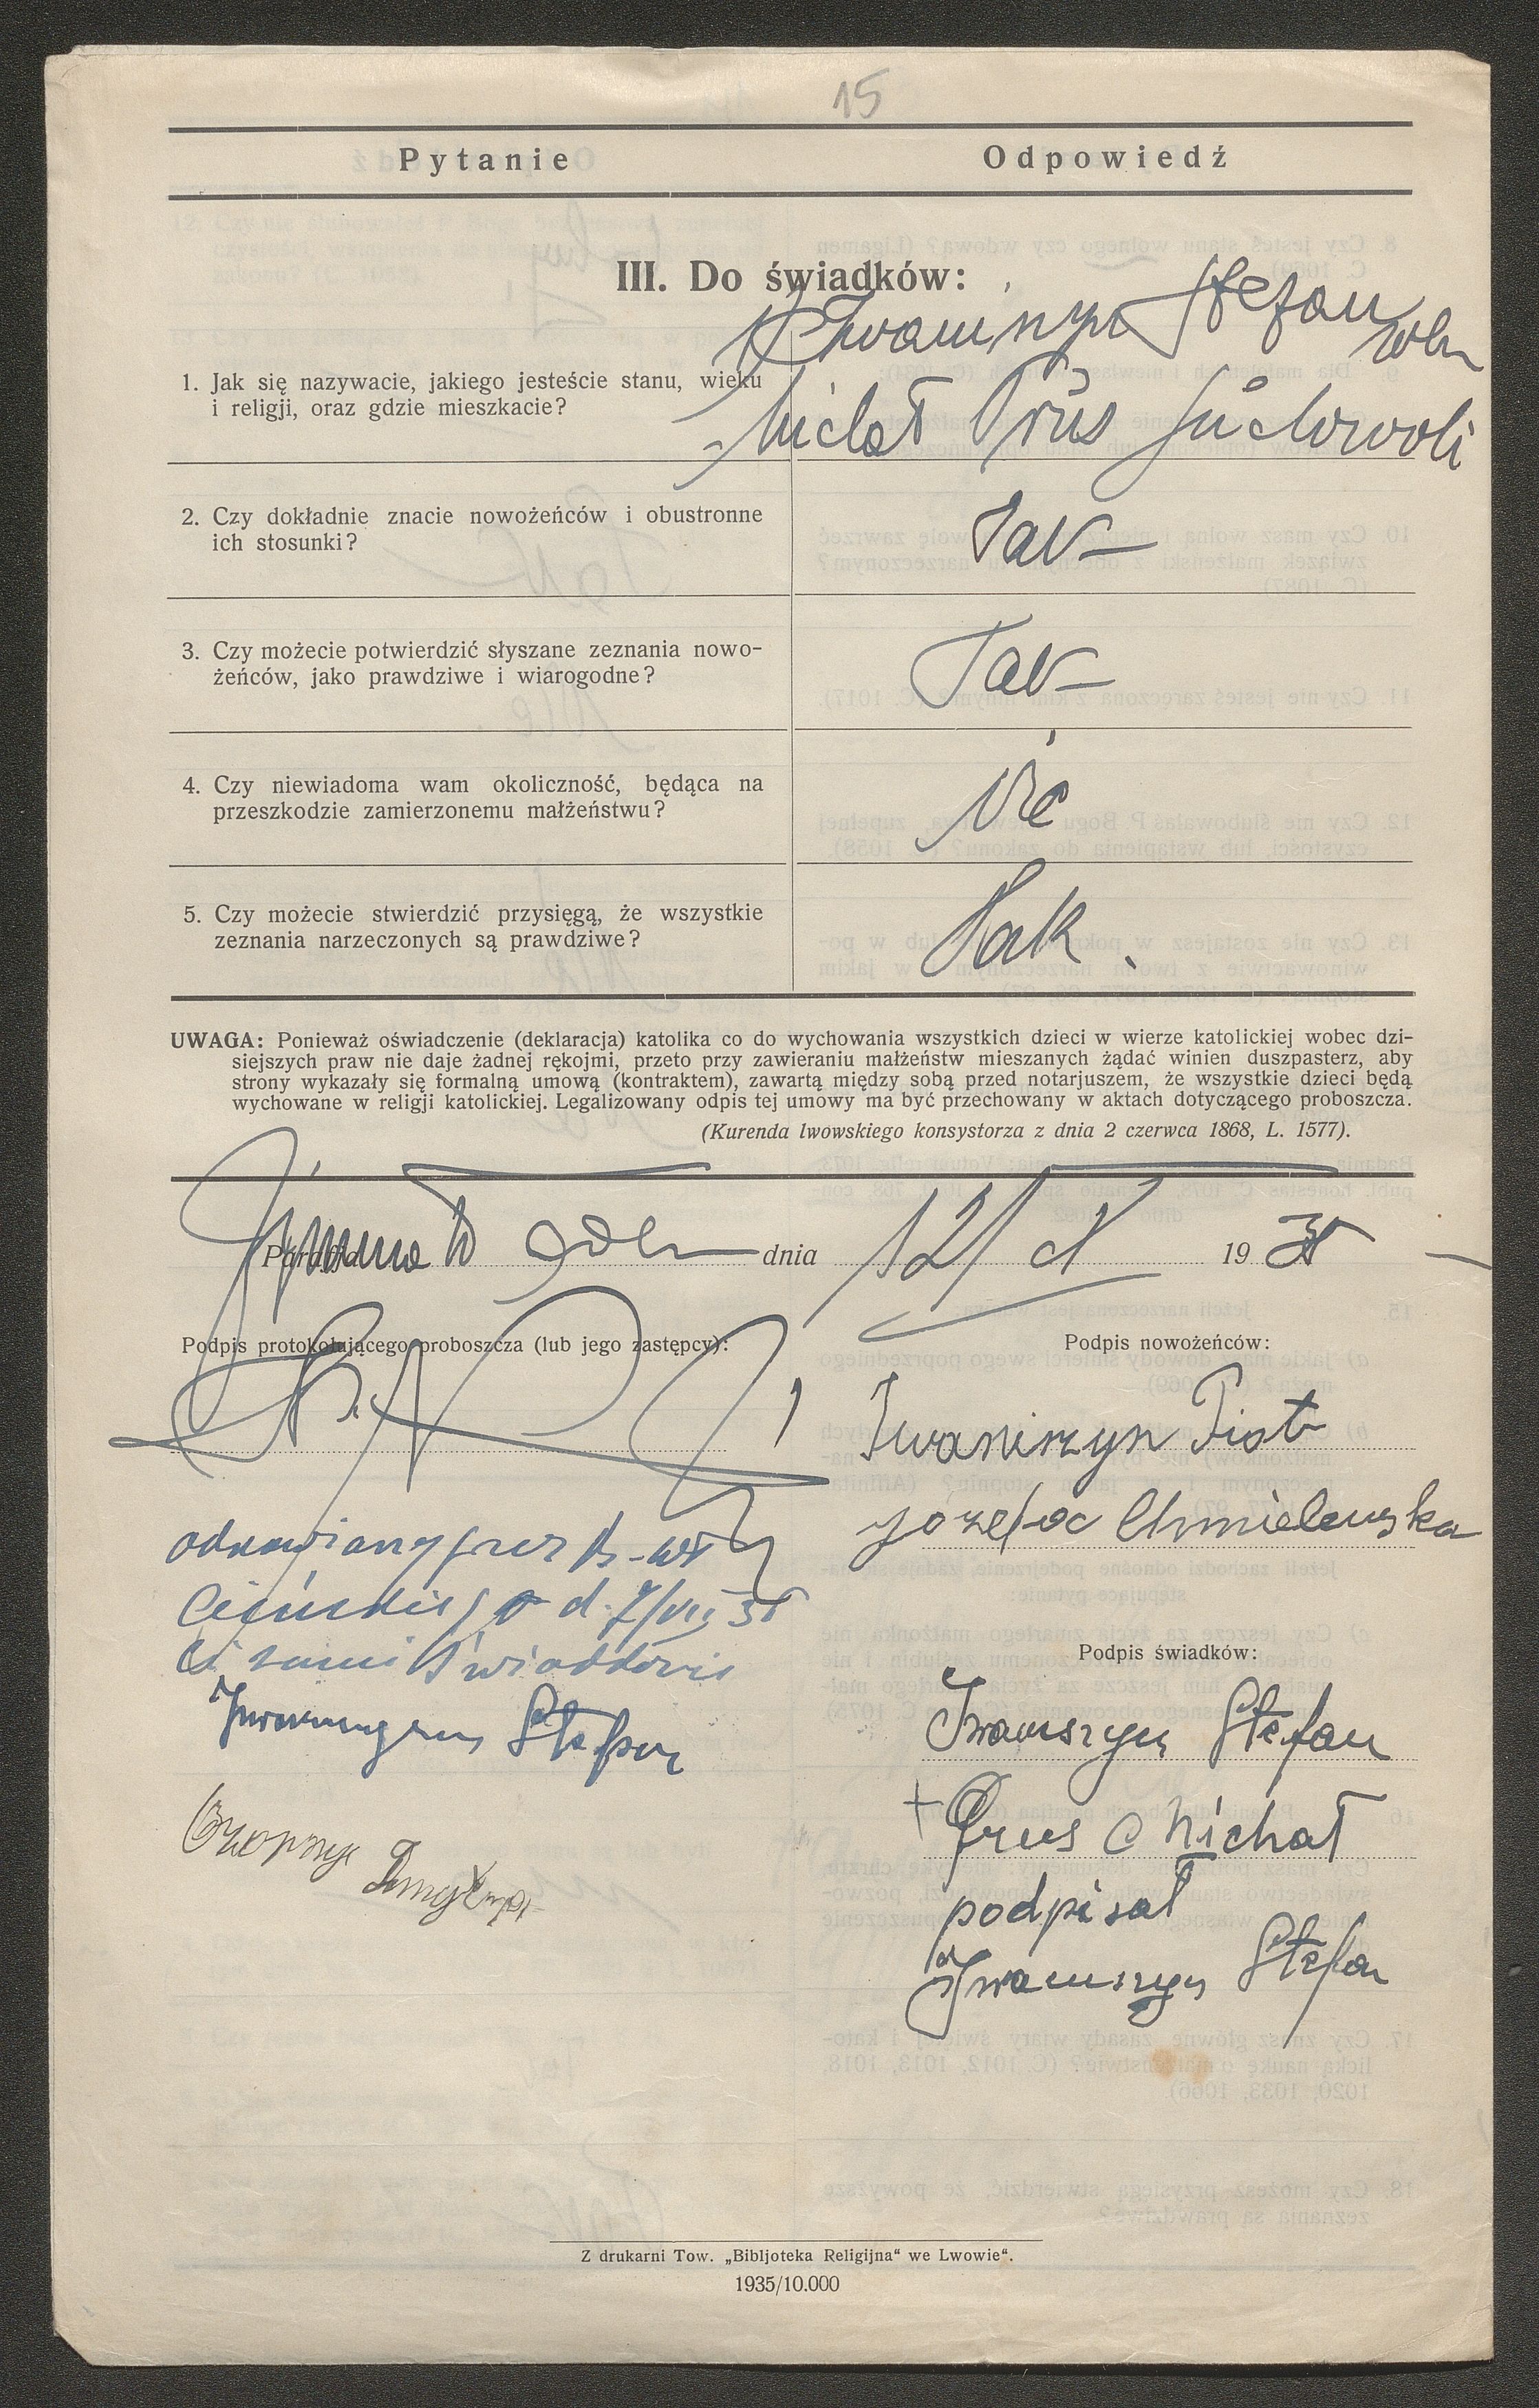 15
Pytanie
Odpowiedź
III. Do świadków:
Stefan
1. Jak się nazywacie, jakiego jesteście stanu, wieku
i religji, oraz gdzie mieszkacie?
Michał Prus
2. Czy dokładnie znacie nowożeńców i obustronne
ich stosunki?
Tak
3. Czy możecie potwierdzić słyszane zeznania nowo-
żeńców, jako prawdziwe i wiarogodne?
Tak
4. Czy niewiadoma wam okoliczność, będąca na
przeszkodzie zamierzonemu małżeństwu?
Nie
5. Czy możecie stwierdzić przysięgą, że wszystkie
zeznania narzeczonych są prawdziwe?
Tak.
UWAGA: Ponieważ oświadczenie (deklaracja) katolika co do wychowania wszystkich dzieci w wierze katolickiej wobec dzi-
siejszych praw nie daje żadnej rękojmi, przeto przy zawieraniu małżeństw mieszanych żądać winien duszpasterz, aby
strony wykazały się formalną umową (kontraktem), zawartą między sobą przed notarjuszem, że wszystkie dzieci będą
wychowane w religji katolickiej. Legalizowany odpis tej umowy ma być przechowany w aktach dotyczącego proboszcza.
(Kurenda lwowskiego konsystorza z dnia 2 czerwca 1868, L. 1577).
Parafia dnia 12/X 19
Podpis protokołującego proboszcza (lub jego zastępcy):
Podpis nowożeńców:
Iwaniszyn Piotr
Józefa Chmielewska
ci sami świadkowie
Stefan
Podpis świadków:
Iwaniszyn Stefan
+ Prus Michał
podpisał
Iwaniszyn Stefan
Z drukarni Tow. „Bibljoteka Religijna“ we Lwowie“.
1935/10.000